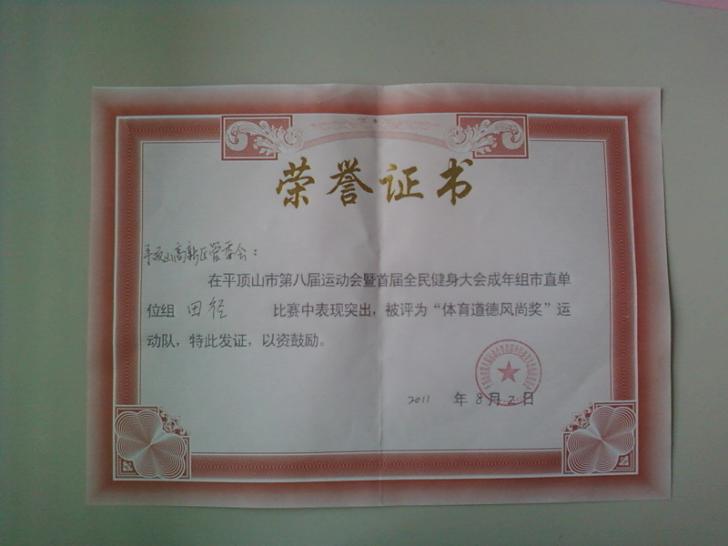 荣誉证书
平顶山高新区管委会：
在平顶山市第八届运动会暨首届全民健身大会成年组市直单
位组 田径 比赛中表现突出，被评为“体育道德风尚奖”运
动队，特此发证，以资鼓励。
2011 年 8 月 2 日